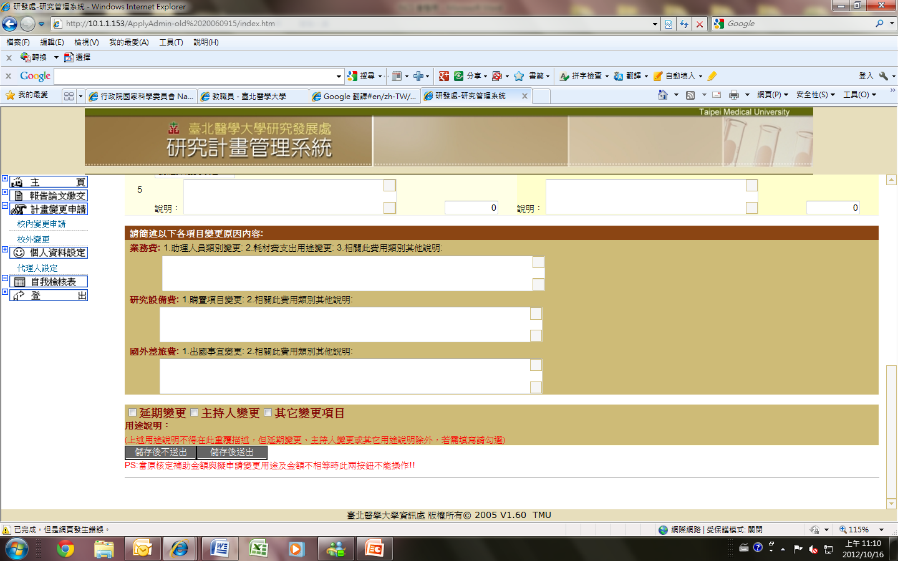 研發處-研究管理系統 - Windows Internet Explorer
http://10.1.1.153/ApplyAdmin-old%2020060915/index.htm
Google
檔案(F) 編輯(E) 檢視(V) 我的最愛(A) 工具(T) 說明(H)
x 轉換 選擇
x Google 搜尋 分享 書籤 拼字檢查 翻譯 自動填入 登入
我的最愛 行政院國家科學委員會 Na... 教職員 - 臺北醫學大學 Google 翻譯#en/zh-TW/... 研發處-研究管理系統 x 網頁(P) 安全性(S) 工具(O)
Taipei Medical University
臺北醫學大學研究發展處
研究計畫管理系統
主 頁
報告論文繳交
計畫變更申請
校內變更申請
校外變更
個人資料設定
代理人設定
自我檢核表
登 出
5
說明： 0 說明： 0
請簡述以下各項目變更原因內容:
業務費: 1.助理人員類別變更: 2.耗材費支出用途變更: 3.相關此費用類別其他說明:
研究設備費: 1.購置項目變更: 2.相關此費用類別其他說明:
國外差旅費: 1.出國事宜變更: 2.相關此費用類別其他說明:
延期變更 主持人變更 其它變更項目
用途說明：
(上述用途說明不得在此重覆描述，但延期變更、主持人變更或其它用途說明除外，若需填寫請勾選)
儲存後不送出 儲存後送出
PS:當原核定補助金額與擬申請變更用途及金額不相等時此兩按鈕不能操作!!
臺北醫學大學資訊處 版權所有© 2005 V1.60 TMU
已完成，但是網頁發生錯誤。 網際網路 | 受保護模式: 關閉 115%
上午 11:10
2012/10/16